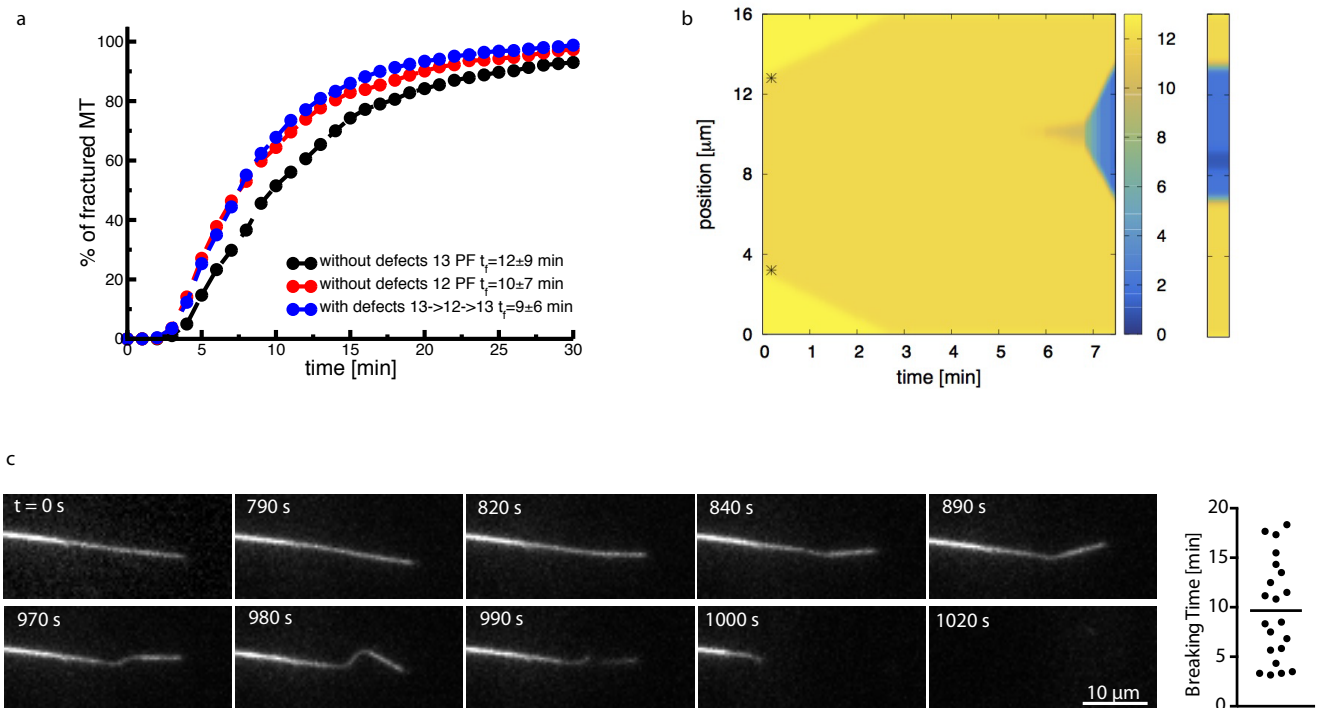 a
% of fractured MT
100
80
60
40
20
0
0 5 10 15 20 25 30
time [min]
without defects 13 PF t_f=12±9 min
without defects 12 PF t_f=10±7 min
with defects 13->12->13 t_f=9±6 min
b
position [μm]
16
12
8
4
0
0 1 2 3 4 5 6 7
time [min]
12
10
8
6
4
2
0
c
t = 0 s
790 s
820 s
840 s
890 s
970 s
980 s
990 s
1000 s
1020 s
10 μm
Breaking Time [min]
20
15
10
5
0